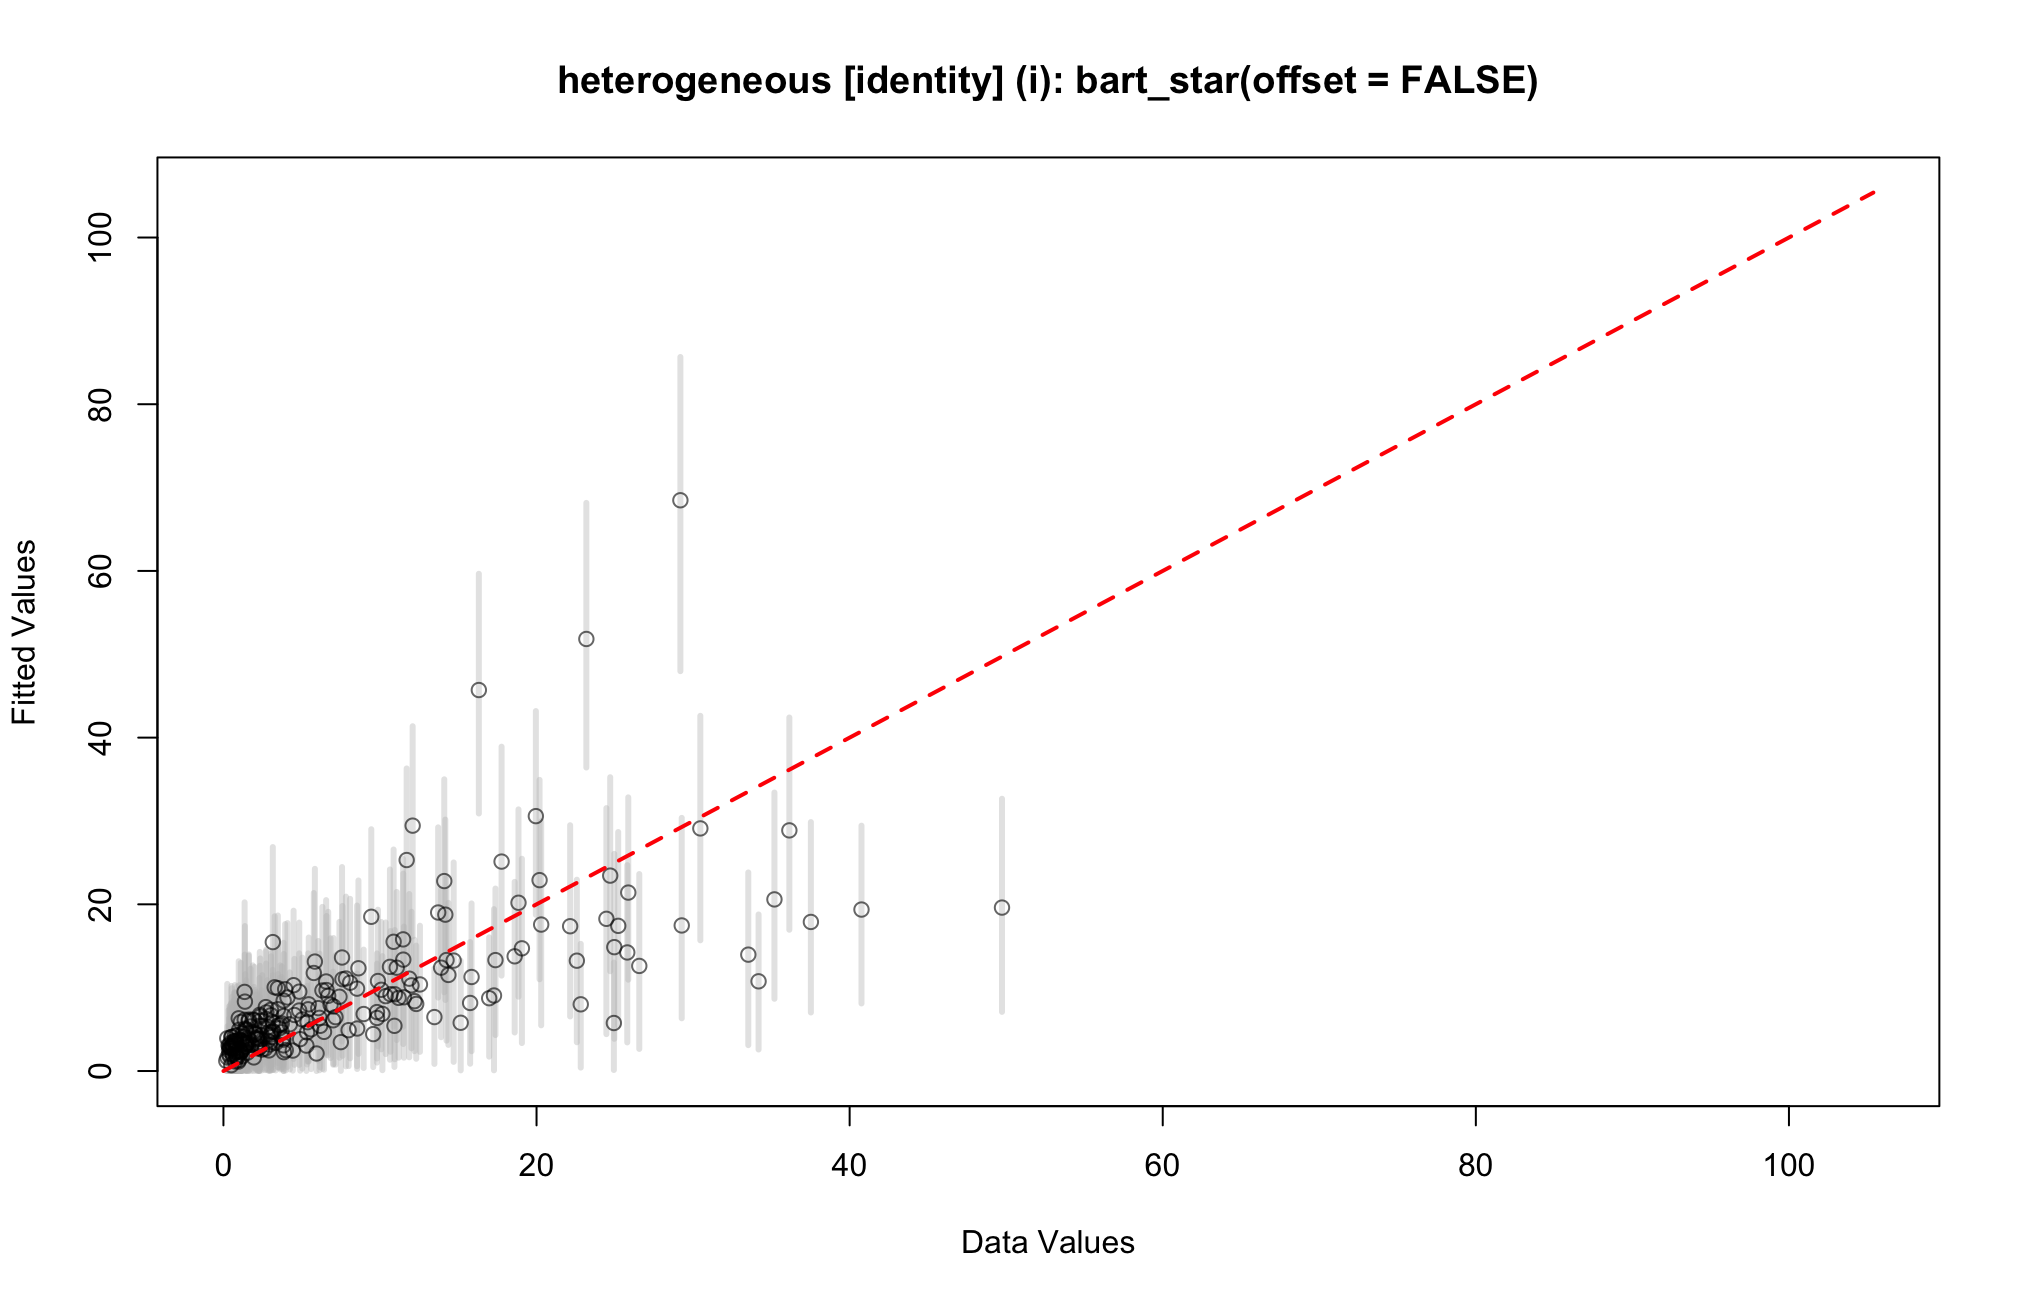 heterogeneous [identity] (i): bart_star(offset = FALSE)
Fitted Values
100
80
60
40
20
0
0 20 40 60 80 100
Data Values